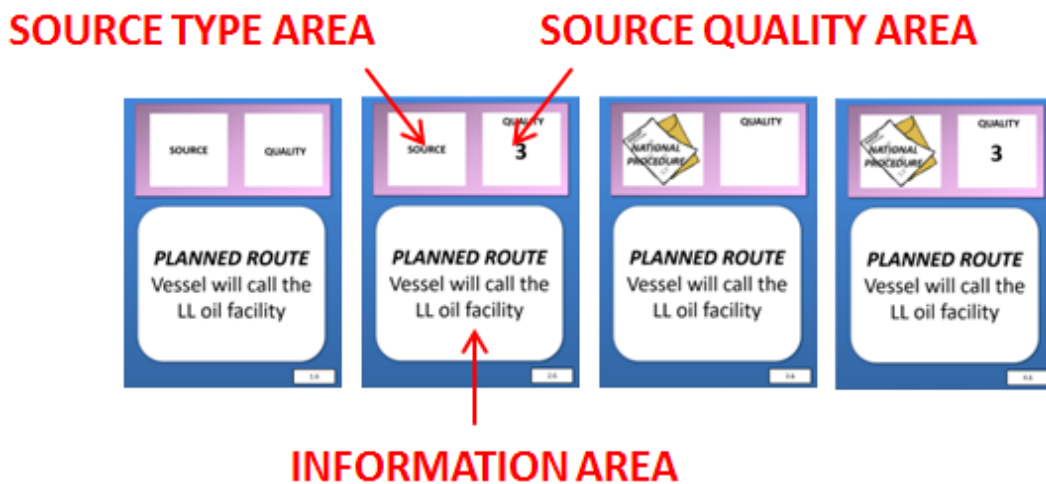 SOURCE TYPE AREA
SOURCE QUALITY AREA
SOURCE
QUALITY
PLANNED ROUTE
Vessel will call the
LL oil facility
SOURCE
QUALITY
3
PLANNED ROUTE
Vessel will call the
LL oil facility
NATIONAL
PROCEDURE
QUALITY
PLANNED ROUTE
Vessel will call the
LL oil facility
NATIONAL
PROCEDURE
QUALITY
3
PLANNED ROUTE
Vessel will call the
LL oil facility
INFORMATION AREA